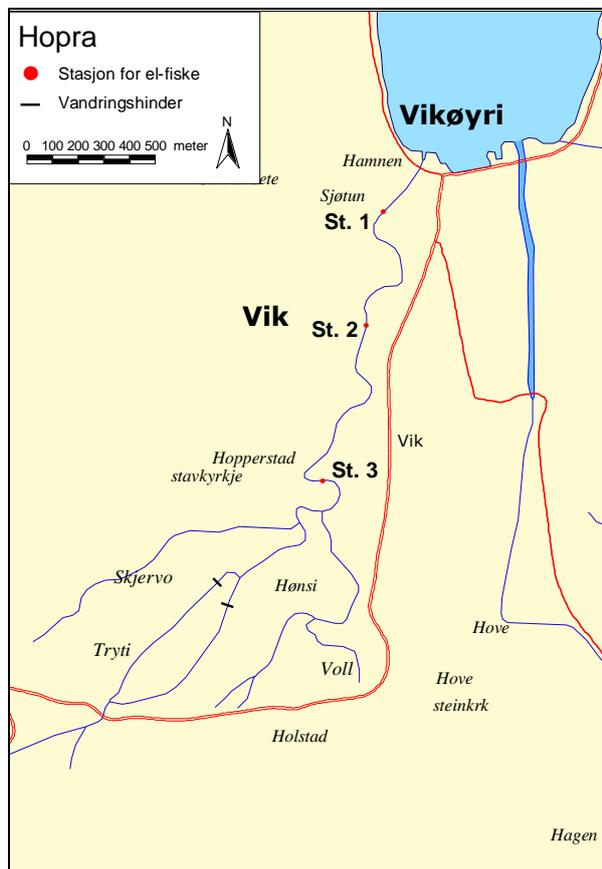 Hopra
Stasjon for el-fiske
Vandringshinder
N
0 100 200 300 400 500 meter
Vikøyri
Hamnen
Sjøtun
St. 1
Vik
St. 2
Vik
Hopperstad
stavkyrkje
St. 3
Skjervo
Hønsi
Hove
Tryti
Voll
Hove
steinkrk
Holstad
Hagen